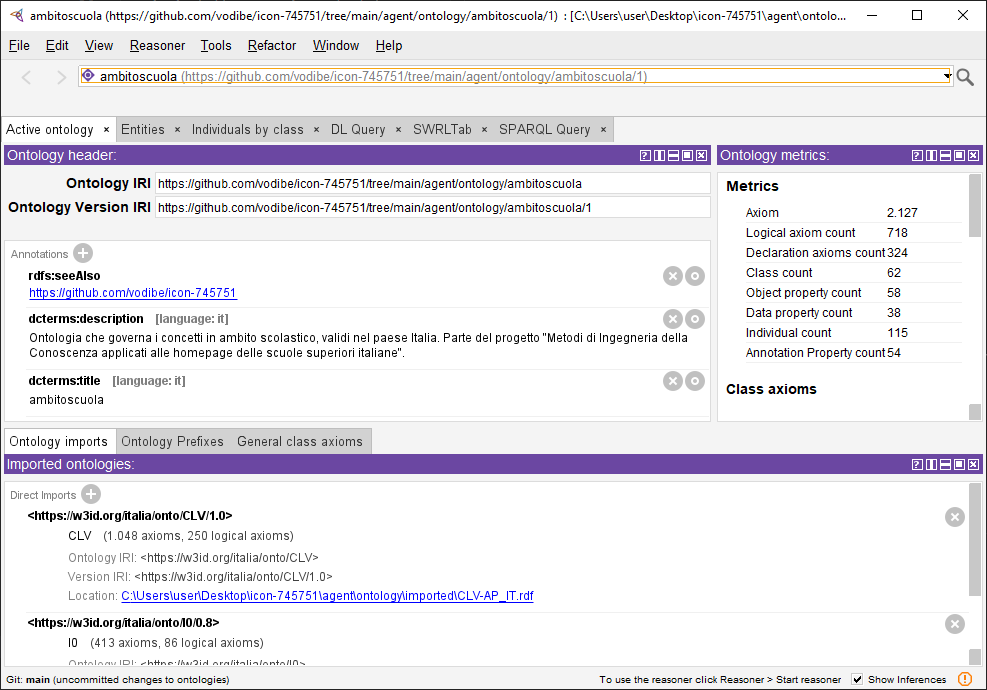 ambitoscuola (https://github.com/vodibe/icon-745751/tree/main/agent/ontology/ambitoscuola/1) : [C:\Users\user\Desktop\icon-745751\agent\ontolo...
File Edit View Reasoner Tools Refactor Window Help
ambitoscuola (https://github.com/vodibe/icon-745751/tree/main/agent/ontology/ambitoscuola/1)
Active ontology × Entities × Individuals by class × DL Query × SWRLTab × SPARQL Query ×
Ontology header:
Ontology IRI https://github.com/vodibe/icon-745751/tree/main/agent/ontology/ambitoscuola
Ontology Version IRI https://github.com/vodibe/icon-745751/tree/main/agent/ontology/ambitoscuola/1
Annotations
rdfs:seeAlso
https://github.com/vodibe/icon-745751
dcterms:description [language: it]
Ontologia che governa i concetti in ambito scolastico, validi nel paese Italia. Parte del progetto "Metodi di Ingegneria della
Conoscenza applicati alle homepage delle scuole superiori italiane".
dcterms:title [language: it]
ambitoscuola
Ontology metrics:
Metrics
Axiom 2.127
Logical axiom count 718
Declaration axioms count 324
Class count 62
Object property count 58
Data property count 38
Individual count 115
Annotation Property count 54
Class axioms
Ontology imports Ontology Prefixes General class axioms
Imported ontologies:
Direct Imports
<https://w3id.org/italia/onto/CLV/1.0>
CLV (1.048 axioms, 250 logical axioms)
Ontology IRI: <https://w3id.org/italia/onto/CLV>
Version IRI: <https://w3id.org/italia/onto/CLV/1.0>
Location: C:\Users\user\Desktop\icon-745751\agent\ontology\imported\CLV-AP_IT.rdf
<https://w3id.org/italia/onto/l0/0.8>
l0 (413 axioms, 86 logical axioms)
Ontology IRI: <https://w3id.org/italia/onto/l0>
Git: main (uncommitted changes to ontologies) To use the reasoner click Reasoner > Start reasoner Show Inferences